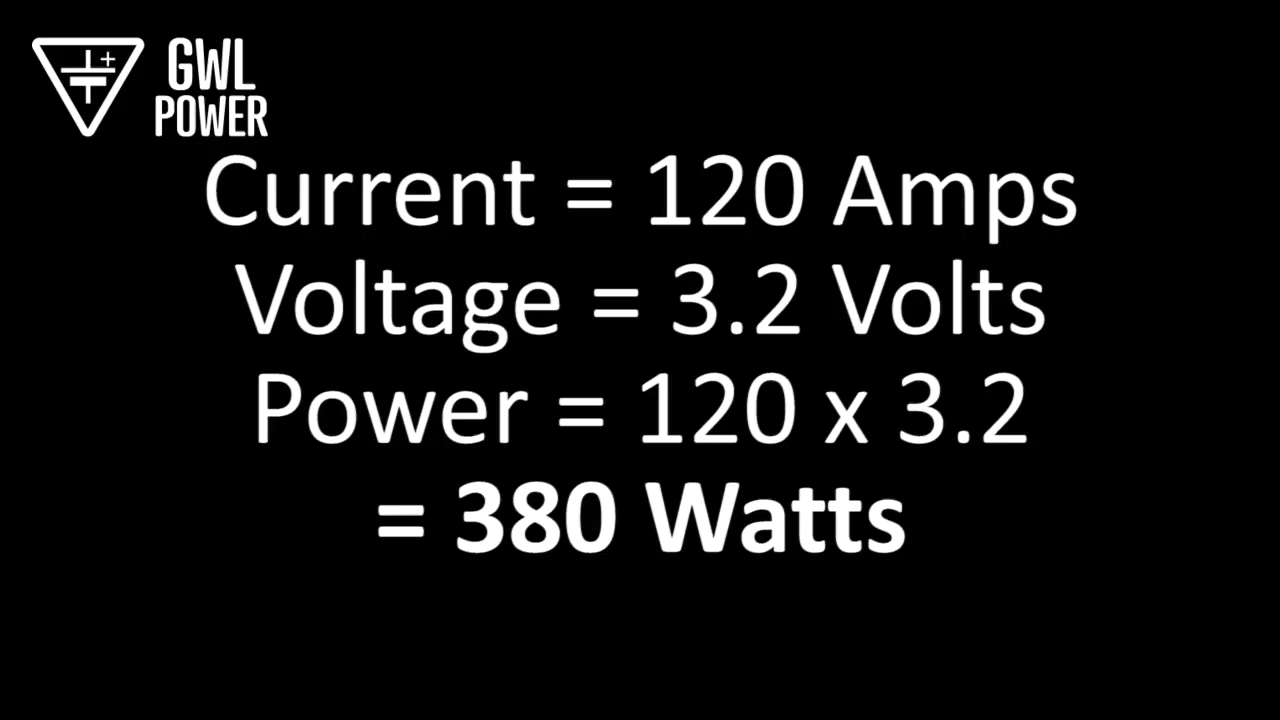 GWL
POWER
Current = 120 Amps
Voltage = 3.2 Volts
Power = 120 x 3.2
= 380 Watts